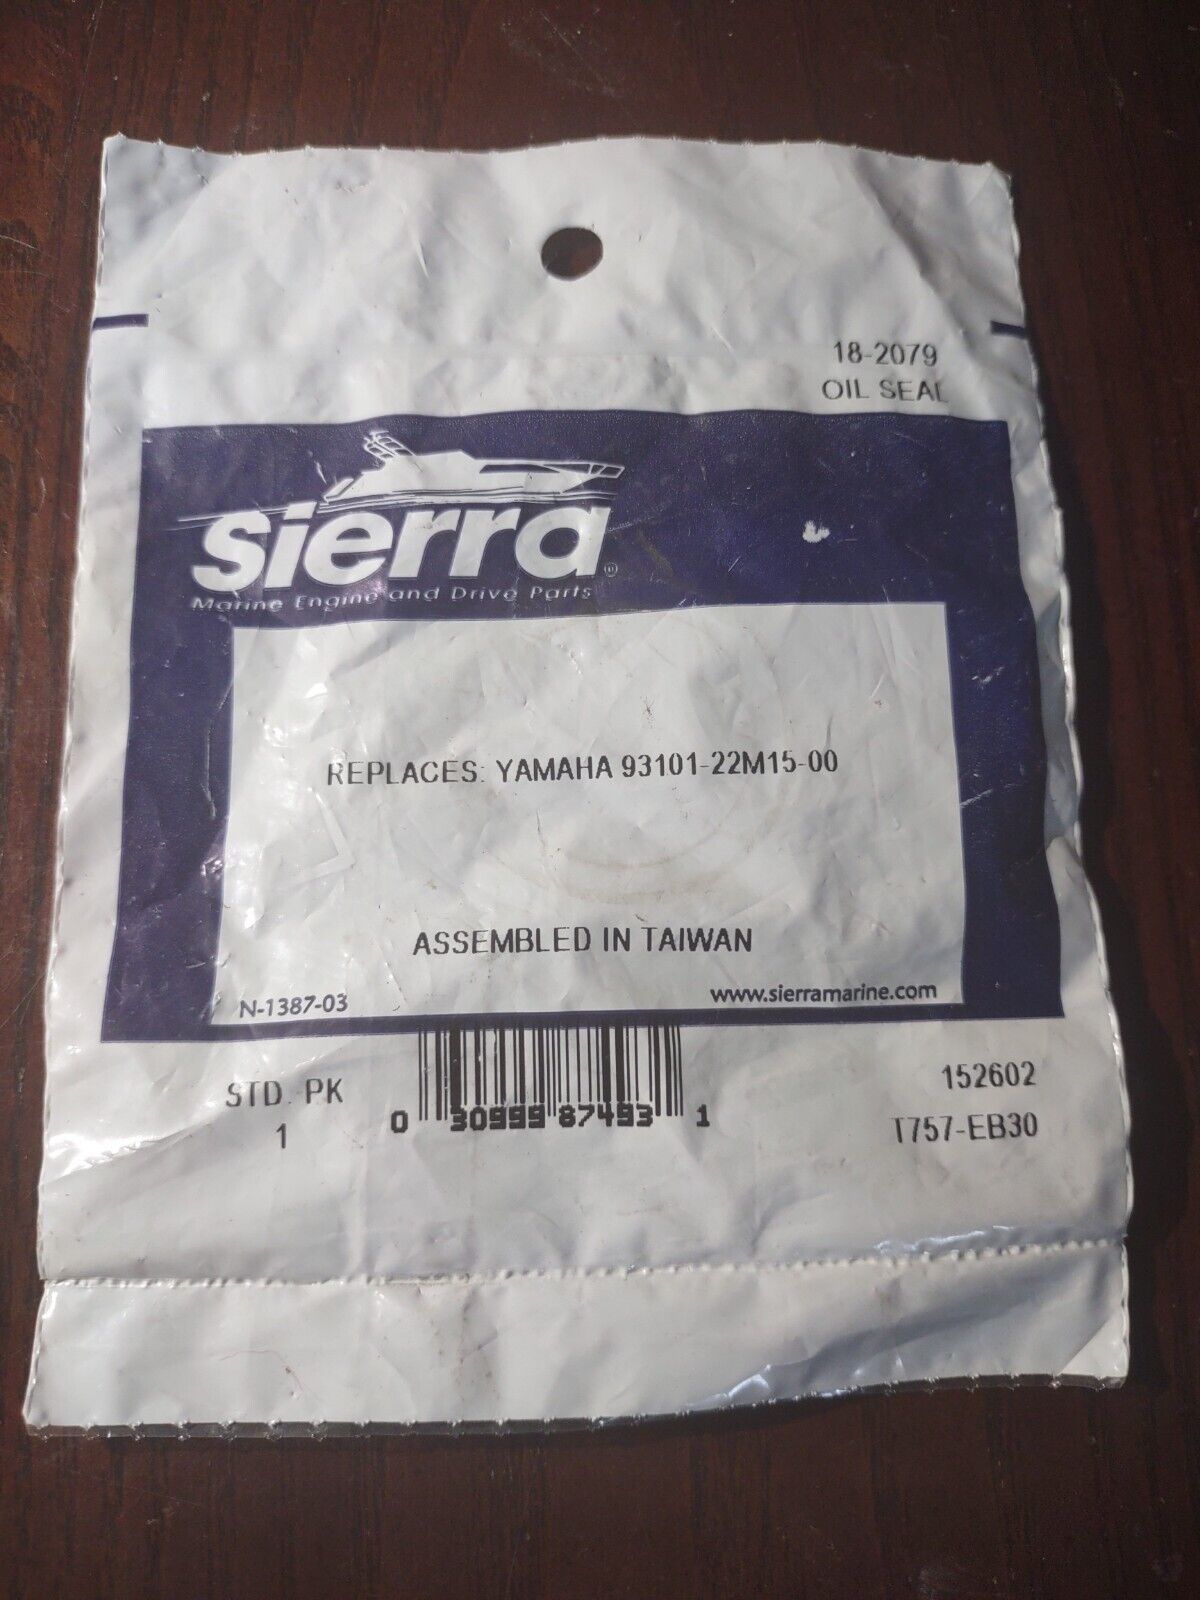 18-2079
OIL SEAL
sierra®
Marine Engine and Drive Parts
REPLACES: YAMAHA 93101-22M15-00
ASSEMBLED IN TAIWAN
N-1387-03
www.sierramarine.com
STD. PK
1
0 30999 87493 1
152602
T757-EB30